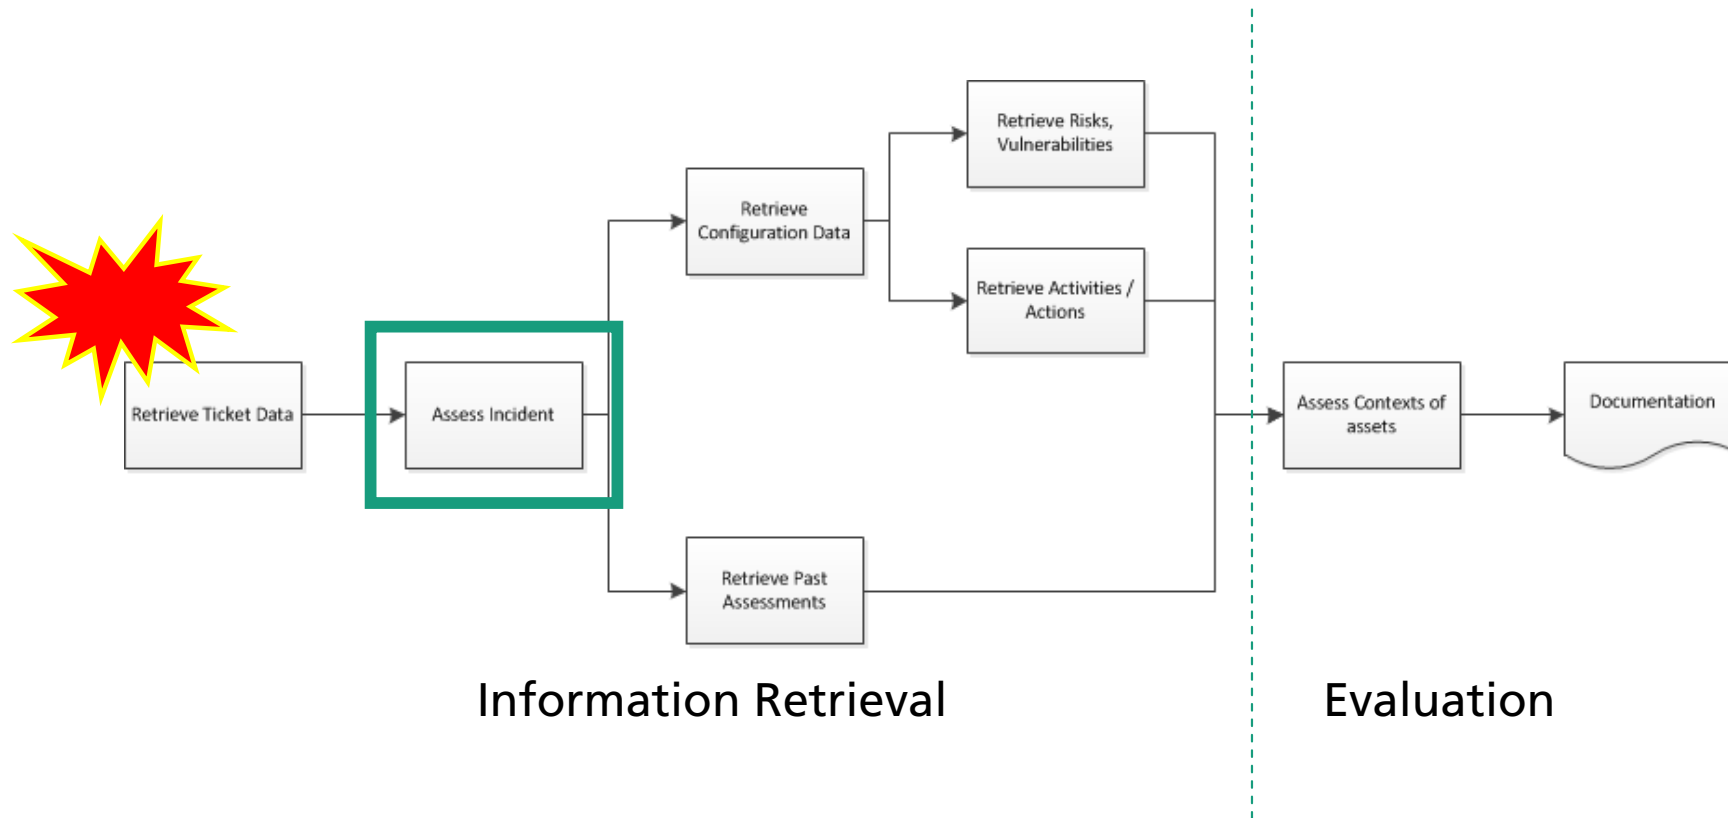 Retrieve Ticket Data
Assess Incident
Retrieve
Configuration Data
Retrieve Risks,
Vulnerabilities
Retrieve Activities /
Actions
Retrieve Past
Assessments
Assess Contexts of
assets
Documentation
Information Retrieval
Evaluation